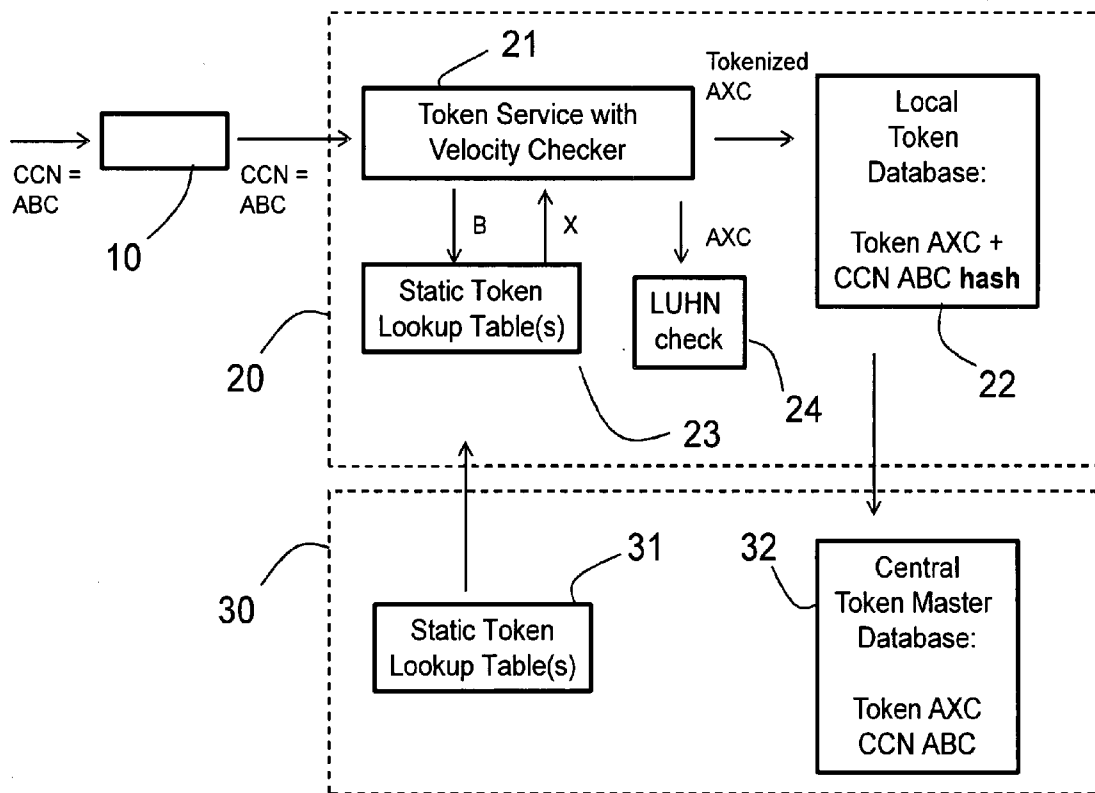 21
Token Service with
Velocity Checker
Tokenized
AXC
Local
Token
Database:
Token AXC +
CCN ABC hash
CCN =
ABC
10
CCN =
ABC
B
X
AXC
Static Token
Lookup Table(s)
LUHN
check
20
23
24
22
30
31
Static Token
Lookup Table(s)
32
Central
Token Master
Database:
Token AXC
CCN ABC